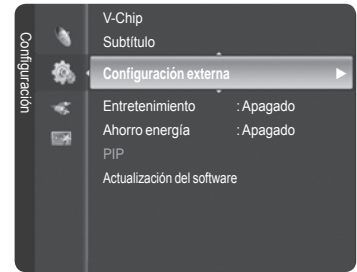 Configuración
V-Chip
Subtítulo
Configuración externa
Entretenimiento : Apagado
Ahorro energía : Apagado
PIP
Actualización del software